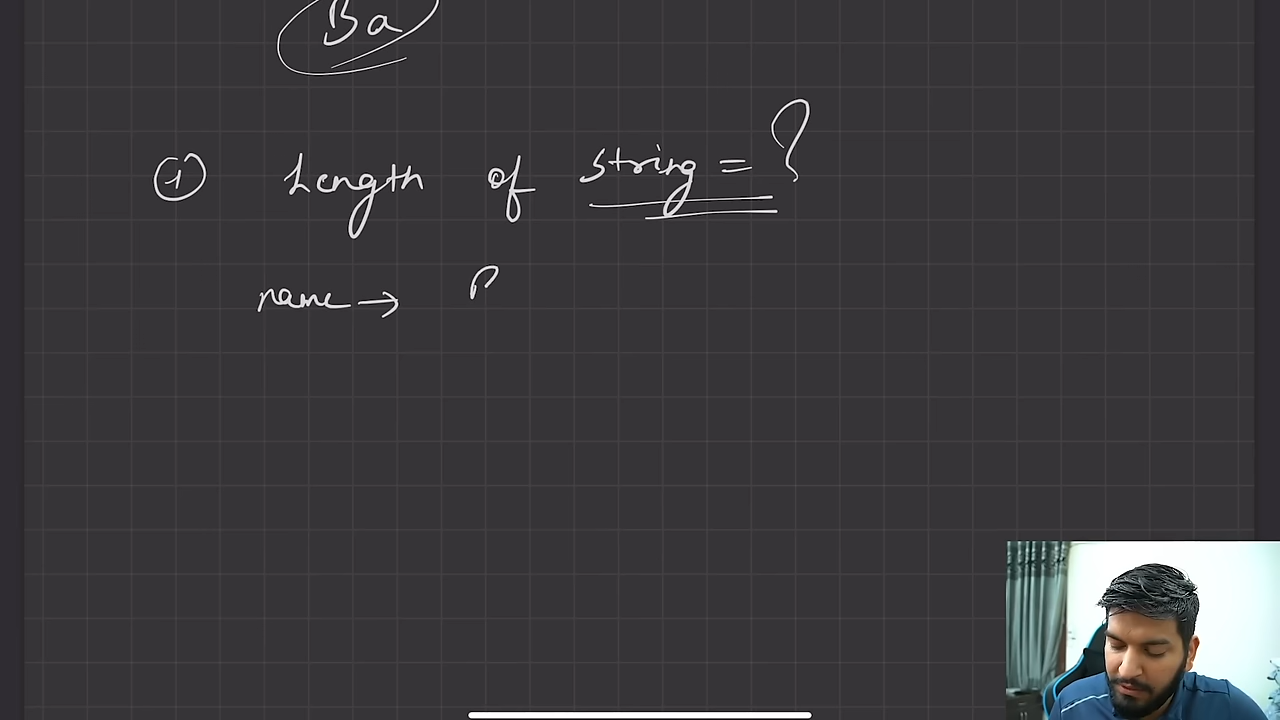 Ba
① Length of string = ?
name →